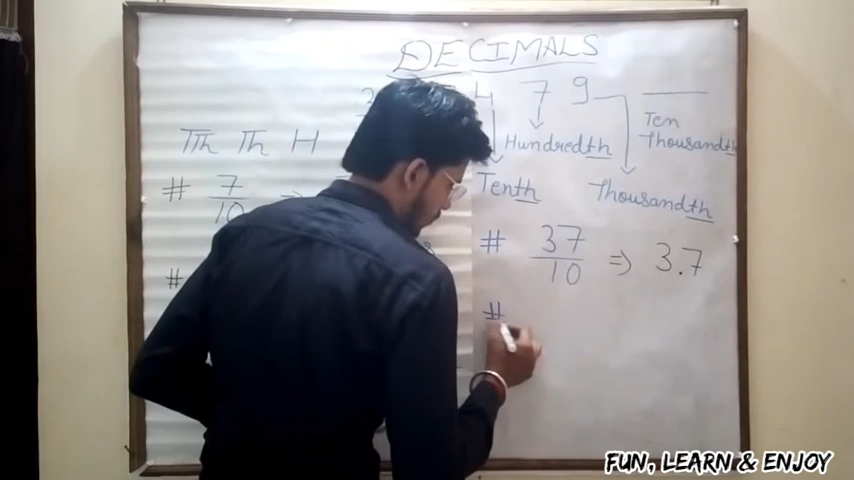 DECIMALS
4 7 9
Ten
TTh Th H Hundredth Thousandth
Tenth Thousandth
# 7/10 ⇒
# 37/10 ⇒ 3.7
#
#
FUN, LEARN & ENJOY